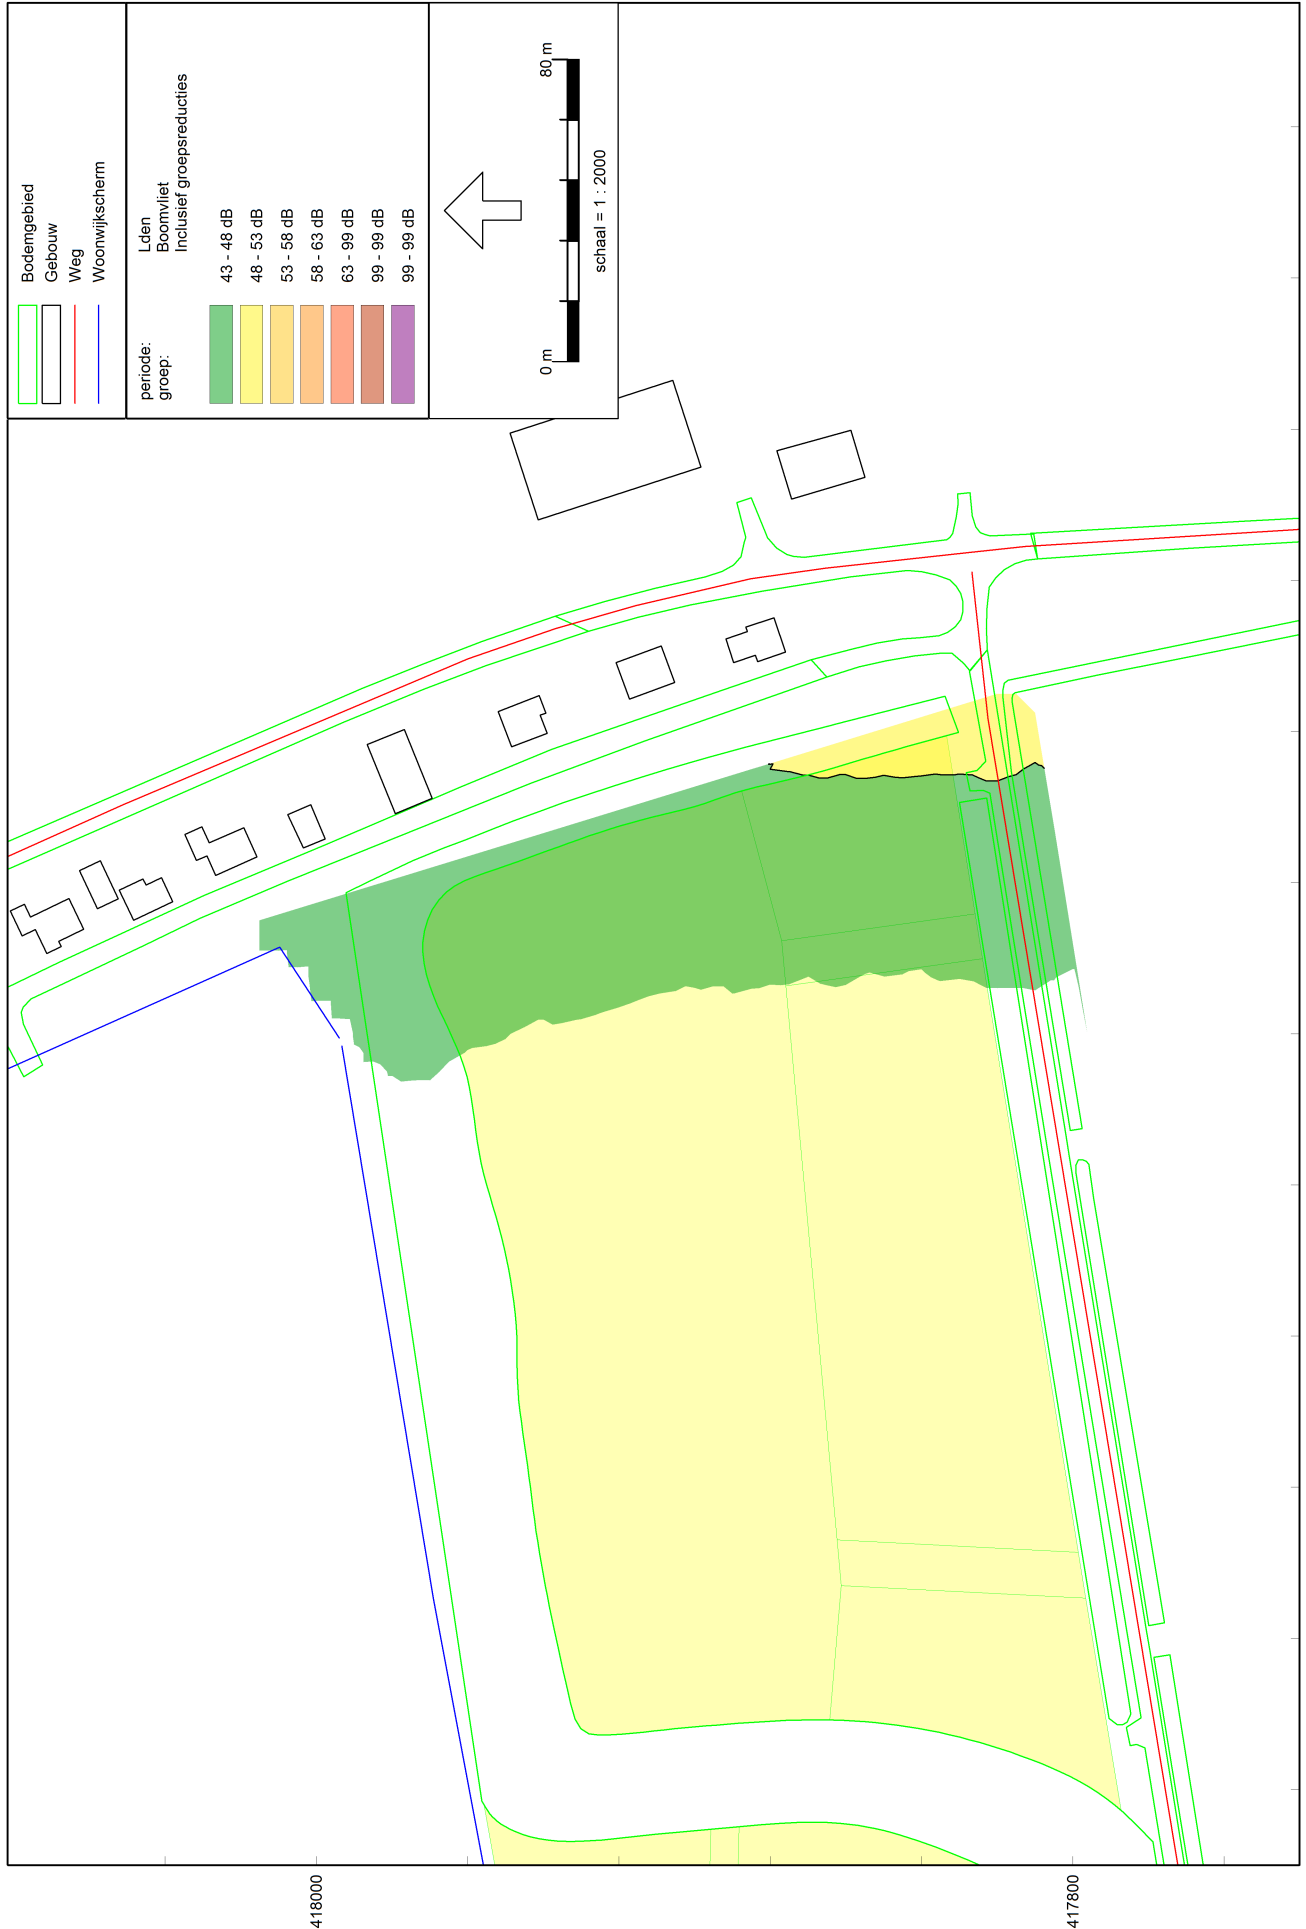 Bodemgebied
Gebouw
Weg
Woonwijkscherm
periode: Lden
groep: Boomvliet
Inclusief groepsreducties
43 - 48 dB
48 - 53 dB
53 - 58 dB
58 - 63 dB
63 - 99 dB
99 - 99 dB
99 - 99 dB
0 m 80 m
schaal = 1 : 2000
418000
417800